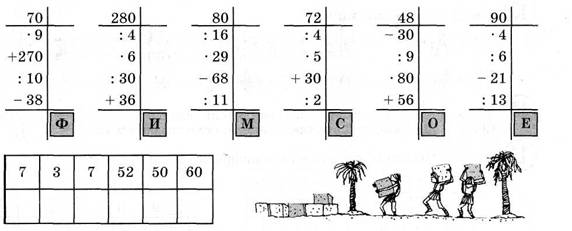 70 280 80 72 48 90
· 9 : 4 : 16 : 4 − 30 · 4
+ 270 · 6 · 29 · 5 : 9 : 6
: 10 : 30 − 68 + 30 · 80 − 21
− 38 + 36 : 11 : 2 + 56 : 13
Ф И М С О Е
7 3 7 52 50 60